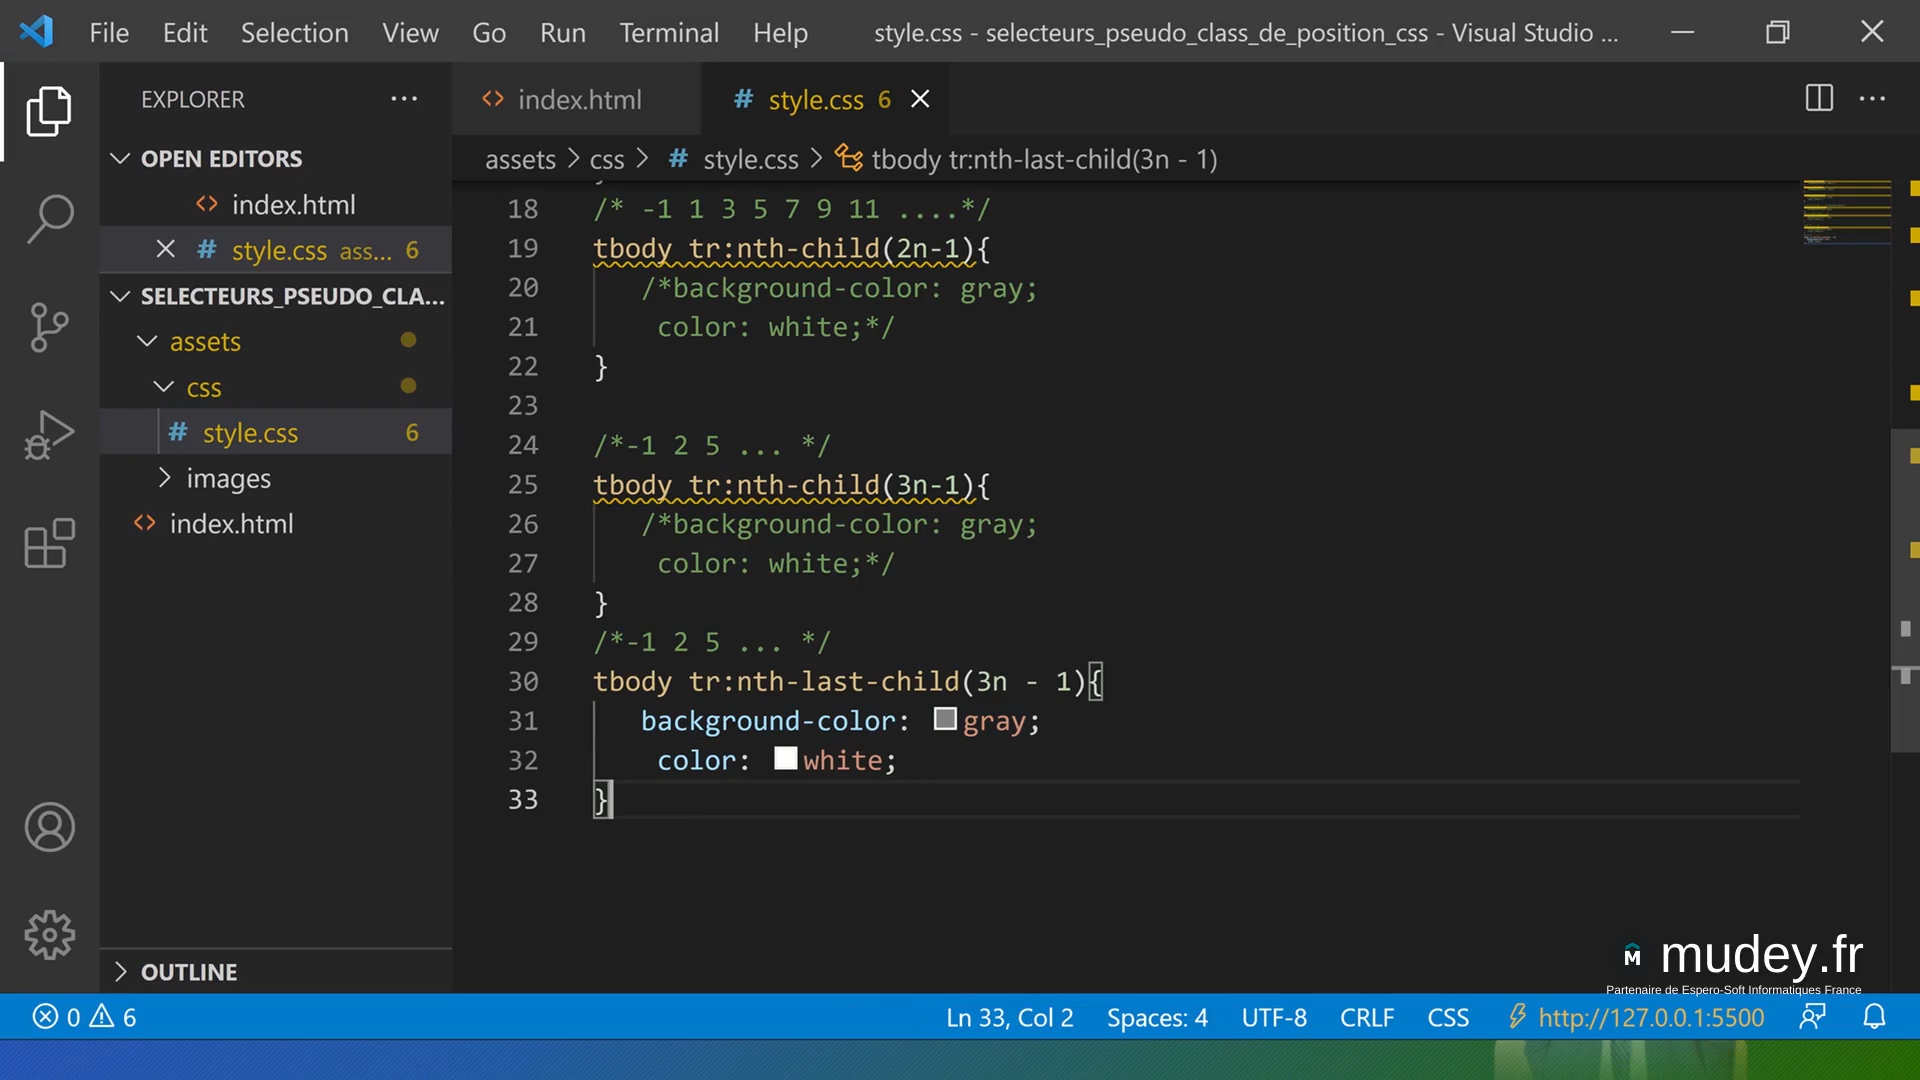 File Edit Selection View Go Run Terminal Help style.css - selecteurs_pseudo_class_de_position_css - Visual Studio ...
EXPLORER
index.html
# style.css 6
OPEN EDITORS
assets > css > # style.css > tbody tr:nth-last-child(3n - 1)
index.html
# style.css ass... 6
SELECTEURS_PSEUDO_CLA...
assets
css
# style.css 6
images
index.html
OUTLINE
18 /* -1 1 3 5 7 9 11 ....*/
19 tbody tr:nth-child(2n-1){
20 /*background-color: gray;
21 color: white;*/
22 }
23
24 /*-1 2 5 ... */
25 tbody tr:nth-child(3n-1){
26 /*background-color: gray;
27 color: white;*/
28 }
29 /*-1 2 5 ... */
30 tbody tr:nth-last-child(3n - 1){
31 background-color: gray;
32 color: white;
33 }
M mudey.fr
Partenaire de Espero-Soft Informatiques France
0 6 Ln 33, Col 2 Spaces: 4 UTF-8 CRLF CSS http://127.0.0.1:5500